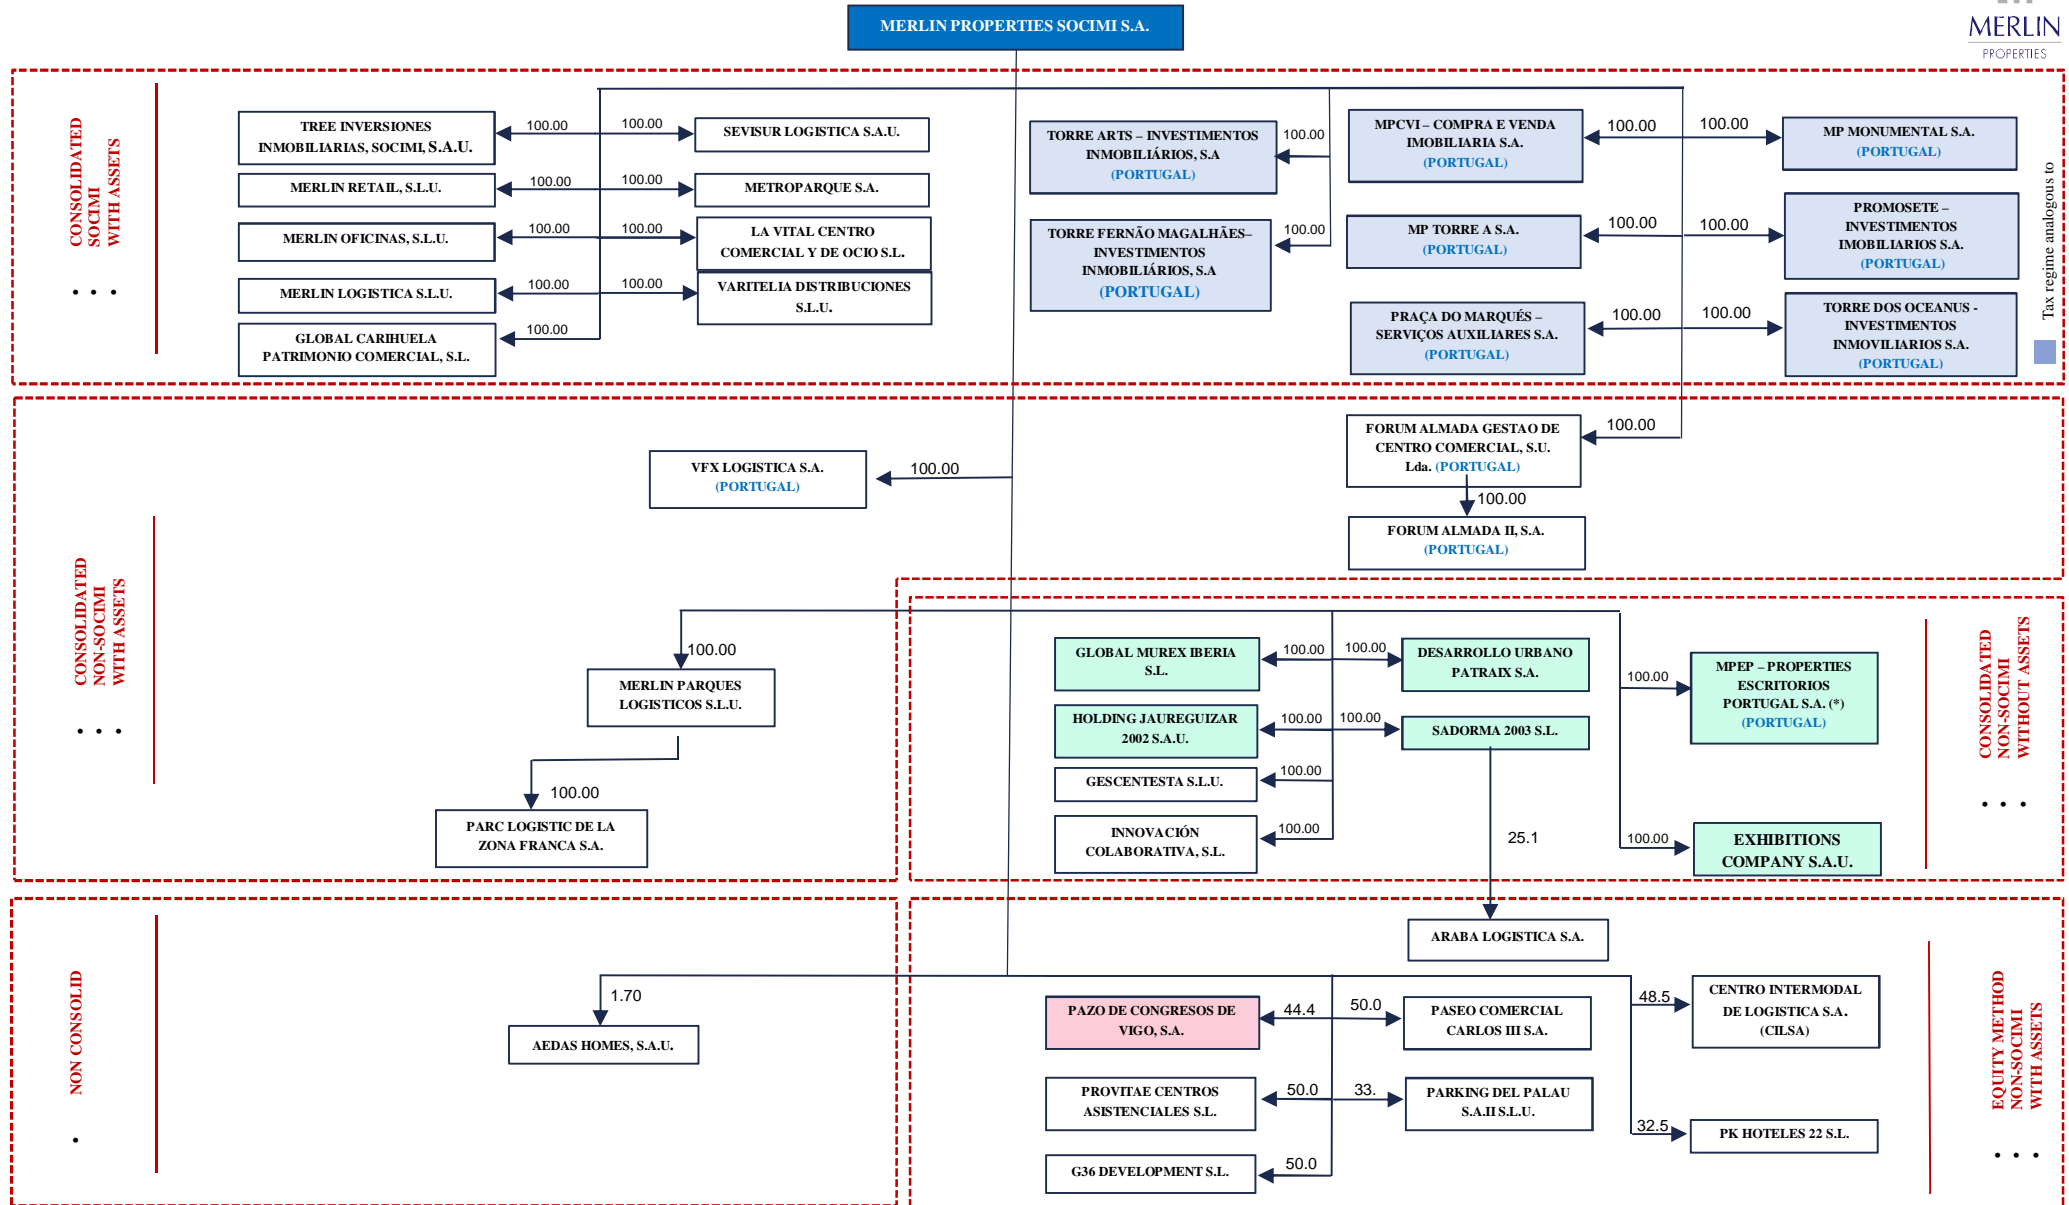 MERLIN PROPERTIES SOCIMI S.A.
MERLIN
PROPERTIES
CONSOLIDATED
SOCIMI
WITH ASSETS
. . .
TREE INVERSIONES
INMOBILIARIAS, SOCIMI, S.A.U.
100.00
100.00
SEVISUR LOGISTICA S.A.U.
MERLIN RETAIL, S.L.U.
100.00
100.00
METROPARQUE S.A.
MERLIN OFICINAS, S.L.U.
100.00
100.00
LA VITAL CENTRO
COMERCIAL Y DE OCIO S.L.
MERLIN LOGISTICA S.L.U.
100.00
100.00
VARITELIA DISTRIBUCIONES
S.L.U.
GLOBAL CARIHUELA
PATRIMONIO COMERCIAL, S.L.
100.00
TORRE ARTS – INVESTIMENTOS
INMOBILIÁRIOS, S.A
(PORTUGAL)
100.00
TORRE FERNÃO MAGALHÃES–
INVESTIMENTOS
INMOBILIÁRIOS, S.A
(PORTUGAL)
100.00
MPCVI – COMPRA E VENDA
IMOBILIARIA S.A.
(PORTUGAL)
100.00
100.00
MP MONUMENTAL S.A.
(PORTUGAL)
MP TORRE A S.A.
(PORTUGAL)
100.00
100.00
PROMOSETE –
INVESTIMENTOS
IMOBILIARIOS S.A.
(PORTUGAL)
PRAÇA DO MARQUÉS –
SERVIÇOS AUXILIARES S.A.
(PORTUGAL)
100.00
100.00
TORRE DOS OCEANUS -
INVESTIMENTOS
INMOVILIARIOS S.A.
(PORTUGAL)
Tax regime analogous to
CONSOLIDATED
NON-SOCIMI
WITH ASSETS
. . .
VFX LOGISTICA S.A.
(PORTUGAL)
100.00
FORUM ALMADA GESTAO DE
CENTRO COMERCIAL, S.U.
Lda. (PORTUGAL)
100.00
100.00
FORUM ALMADA II, S.A.
(PORTUGAL)
100.00
MERLIN PARQUES
LOGISTICOS S.L.U.
100.00
PARC LOGISTIC DE LA
ZONA FRANCA S.A.
GLOBAL MUREX IBERIA
S.L.
100.00
100.00
DESARROLLO URBANO
PATRAIX S.A.
HOLDING JAUREGUIZAR
2002 S.A.U.
100.00
100.00
SADORMA 2003 S.L.
GESCENTESTA S.L.U.
100.00
INNOVACIÓN
COLABORATIVA, S.L.
100.00
25.1
100.00
MPEP – PROPERTIES
ESCRITORIOS
PORTUGAL S.A. (*)
(PORTUGAL)
100.00
EXHIBITIONS
COMPANY S.A.U.
CONSOLIDATED
NON-SOCIMI
WITHOUT ASSETS
. . .
NON CONSOLID
.
1.70
AEDAS HOMES, S.A.U.
ARABA LOGISTICA S.A.
PAZO DE CONGRESOS DE
VIGO, S.A.
44.4
50.0
PASEO COMERCIAL
CARLOS III S.A.
PROVITAE CENTROS
ASISTENCIALES S.L.
50.0
33.
PARKING DEL PALAU
S.A.II S.L.U.
G36 DEVELOPMENT S.L.
50.0
48.5
CENTRO INTERMODAL
DE LOGISTICA S.A.
(CILSA)
32.5
PK HOTELES 22 S.L.
EQUITY METHOD
NON-SOCIMI
WITH ASSETS
. . .